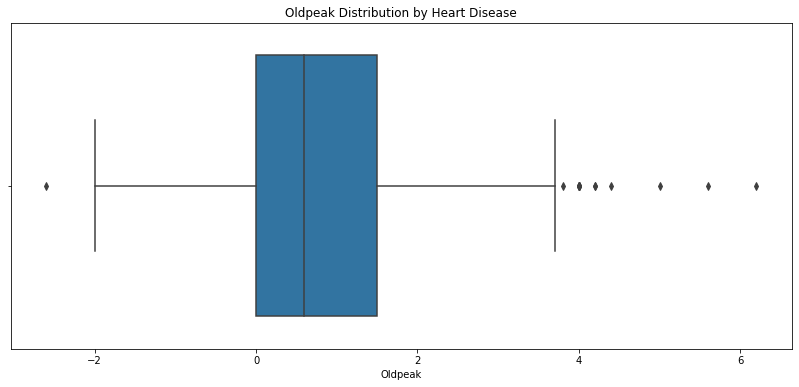 Oldpeak Distribution by Heart Disease
−2 0 2 4 6
Oldpeak